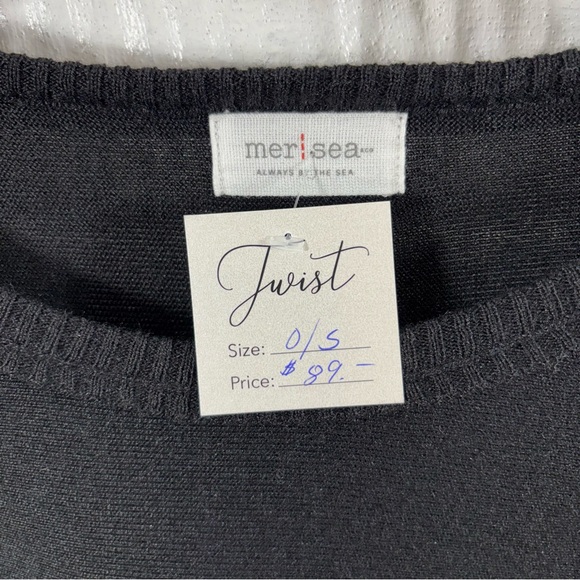 mer sea
ALWAYS BY THE SEA
Twist
Size: O/S
Price: $ 89.-